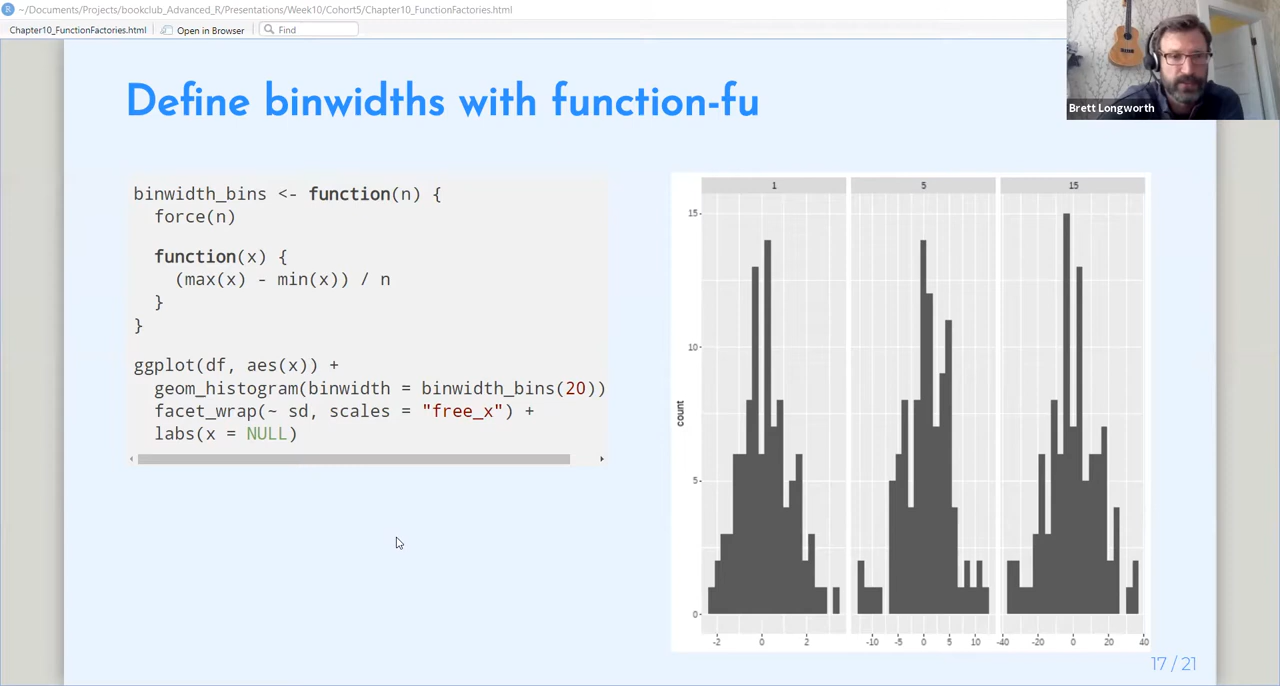 ~/Documents/Projects/bookclub_Advanced_R/Presentations/Week10/Cohort5/Chapter10_FunctionFactories.html
Chapter10_FunctionFactories.html
Open in Browser
Find
Brett Longworth
Define binwidths with function-fu
binwidth_bins <- function(n) {
  force(n)
  function(x) {
    (max(x) - min(x)) / n
  }
}
ggplot(df, aes(x)) +
  geom_histogram(binwidth = binwidth_bins(20))
  facet_wrap(~ sd, scales = "free_x") +
  labs(x = NULL)
1 5 15
15
10
5
0
count
-2 0 2 -10 -5 0 5 10 -40 -20 0 20 40
17 / 21